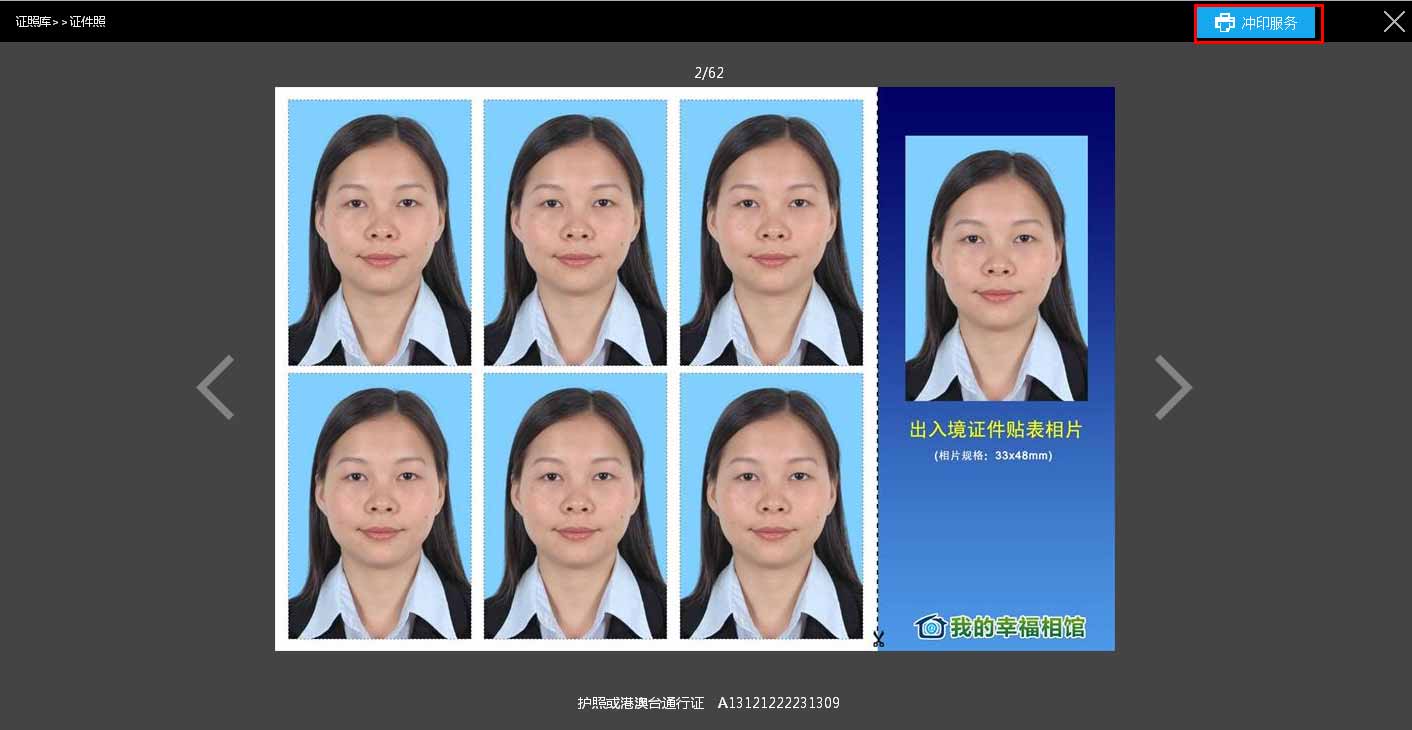 证照库>>证件照
冲印服务
2/62
出入境证件贴表相片
(相片规格：33x48mm)
我的幸福相馆
护照或港澳台通行证 A13121222231309